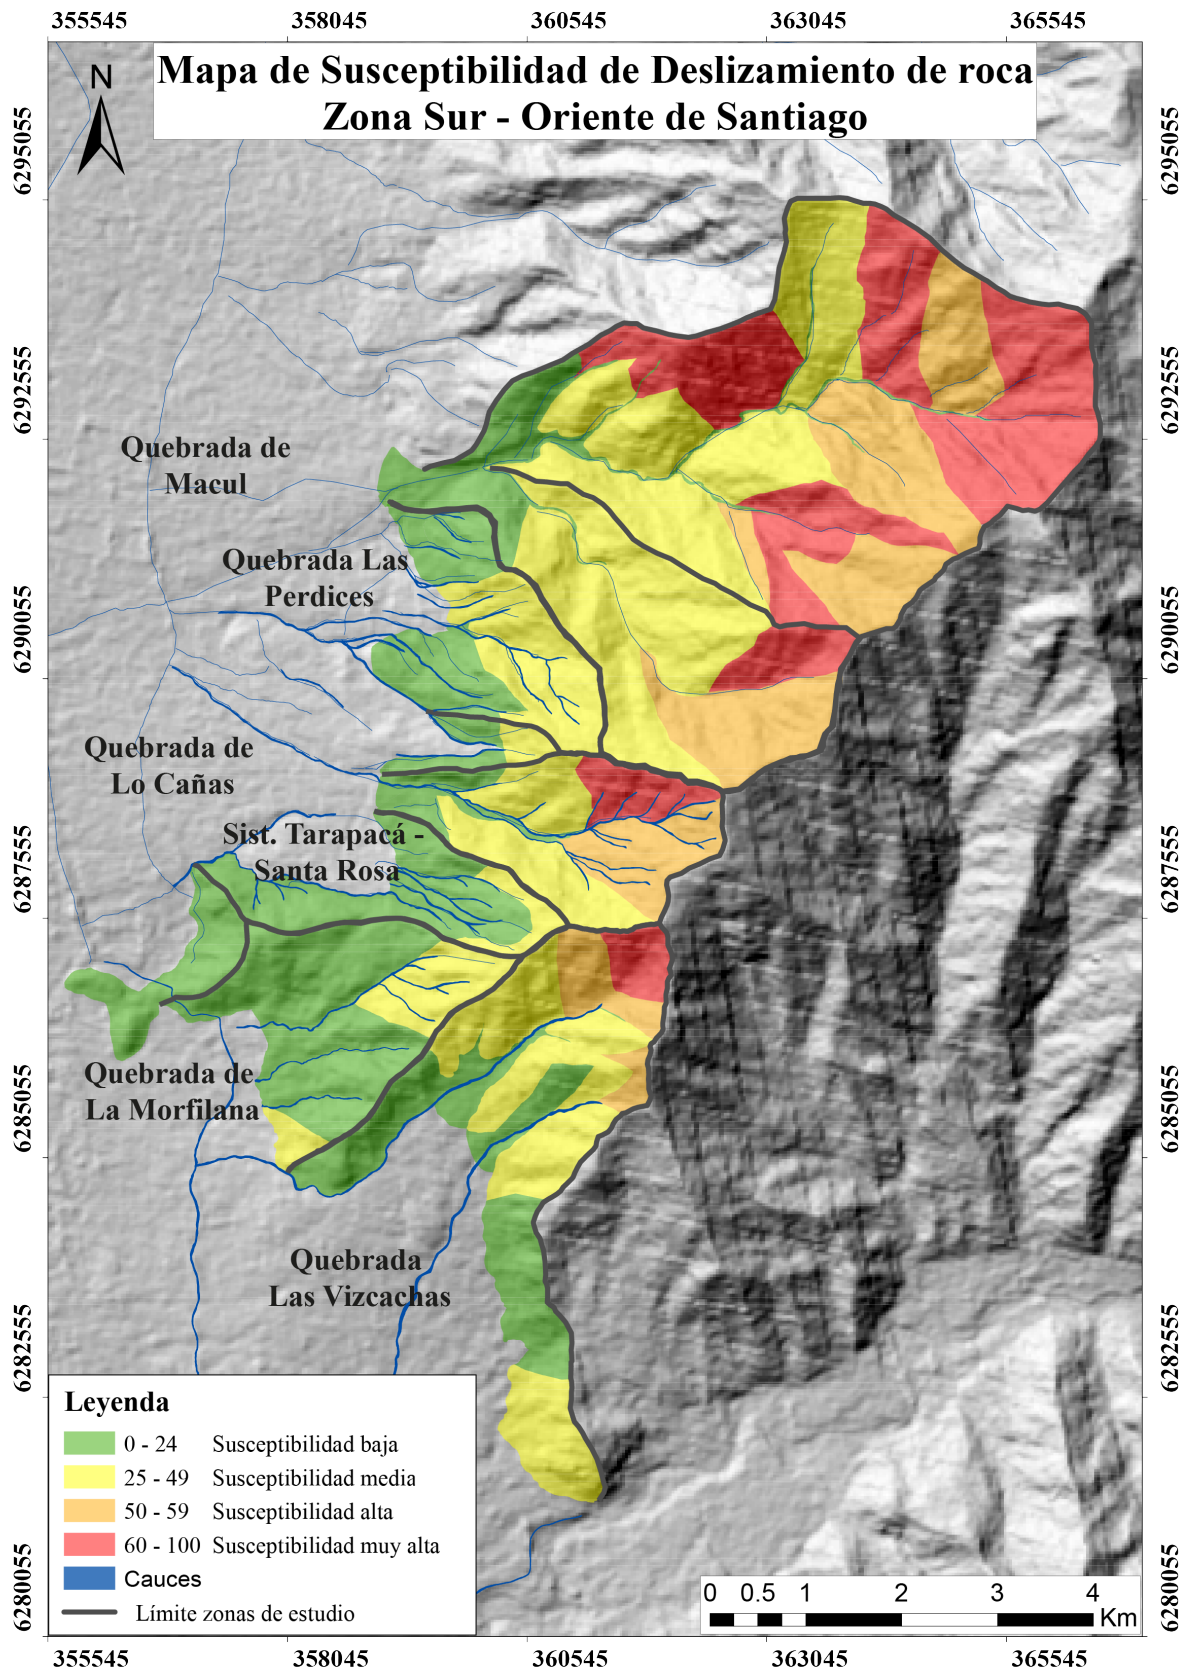 355545 358045 360545 363045 365545
Mapa de Susceptibilidad de Deslizamiento de roca
Zona Sur - Oriente de Santiago
N
6295055 6295055
6292555 6292555
Quebrada de
Macul
Quebrada Las
Perdices
6290055 6290055
Quebrada de
Lo Cañas
Sist. Tarapacá -
Santa Rosa
6287555 6287555
Quebrada de
La Morfilana
6285055 6285055
Quebrada
Las Vizcachas
6282555 6282555
Leyenda
0 - 24 Susceptibilidad baja
25 - 49 Susceptibilidad media
50 - 59 Susceptibilidad alta
60 - 100 Susceptibilidad muy alta
Cauces
Límite zonas de estudio
6280055 6280055
0 0.5 1 2 3 4
Km
355545 358045 360545 363045 365545